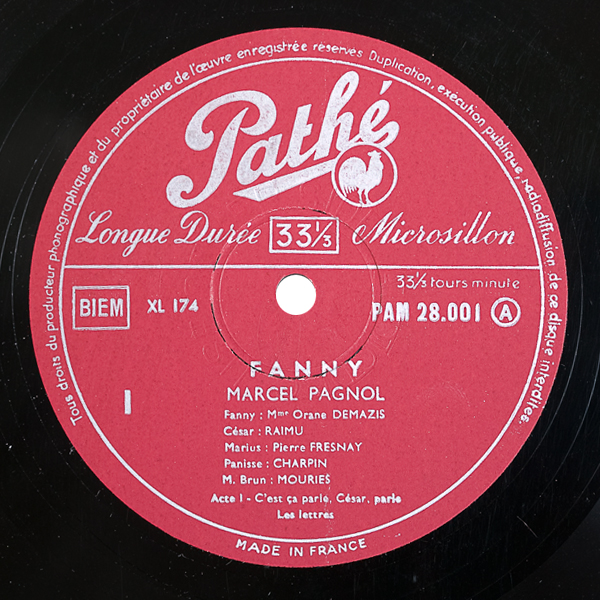 Tous droits du producteur phonographique et du propriétaire de l'œuvre enregistrée réservés Duplication, exécution publique, radiodiffusion de ce disque interdites.
Pathé
Longue Durée 33⅓ Microsillon
33⅓ tours minute
BIEM XL 174 PAM 28.001 A
FANNY
MARCEL PAGNOL
I
Fanny : Mme Orane DEMAZIS
César : RAIMU
Marius : Pierre FRESNAY
Panisse : CHARPIN
M. Brun : MOURIES
Acte I - C'est ça parle, César, parle
Les lettres
MADE IN FRANCE